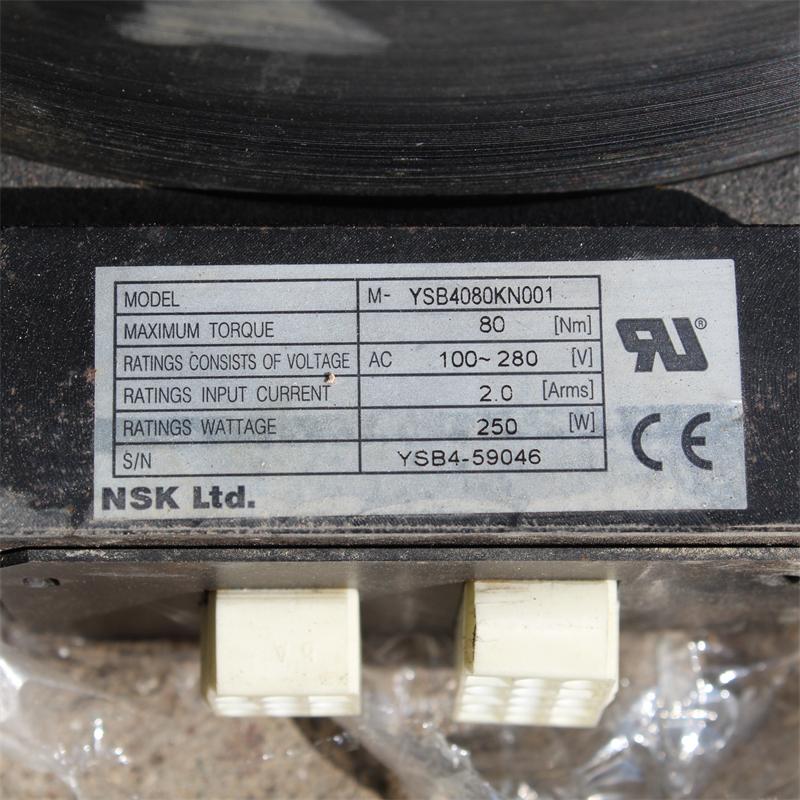 MODEL M- YSB4080KN001
MAXIMUM TORQUE 80 [Nm]
RATINGS CONSISTS OF VOLTAGE AC 100~280 [V]
RATINGS INPUT CURRENT 2.0 [Arms]
RATINGS WATTAGE 250 [W]
S/N YSB4-59046
NSK Ltd.
RU®
CE